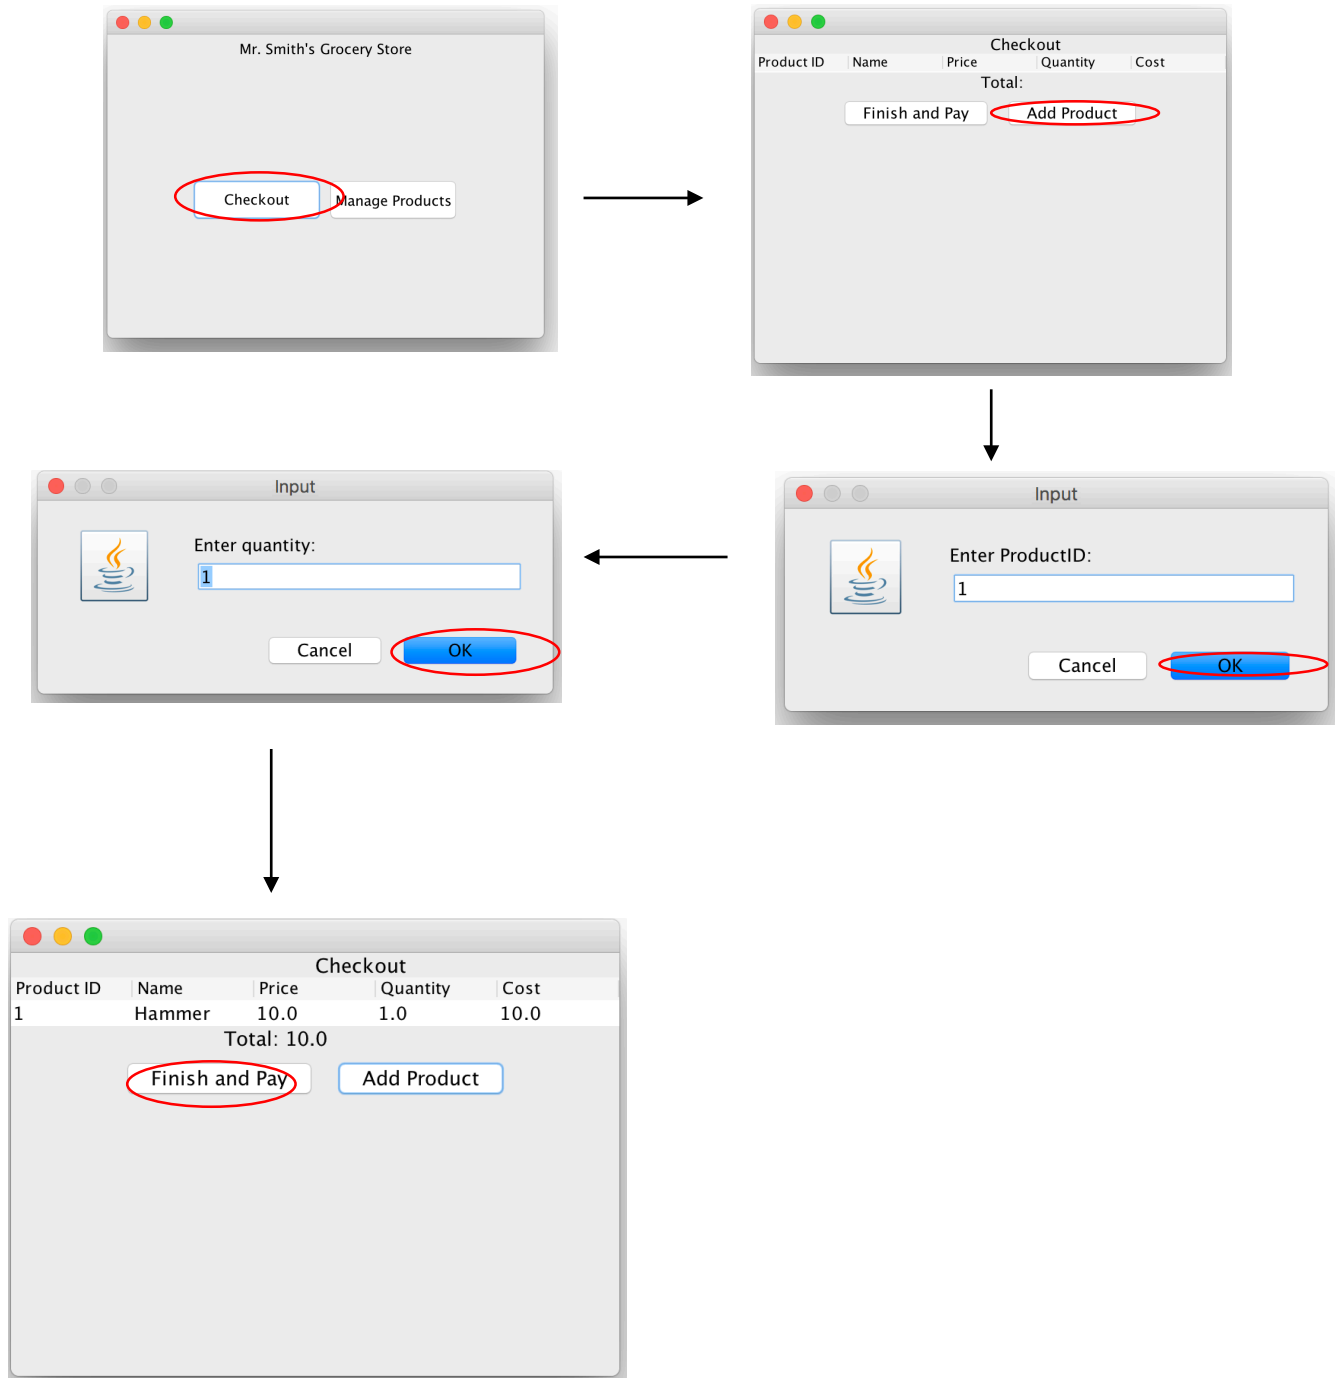 Mr. Smith's Grocery Store
Checkout
Manage Products
Checkout
Product ID Name Price Quantity Cost
Total:
Finish and Pay Add Product
Input
Enter ProductID:
1
Cancel OK
Input
Enter quantity:
1
Cancel OK
Checkout
Product ID Name Price Quantity Cost
1 Hammer 10.0 1.0 10.0
Total: 10.0
Finish and Pay Add Product